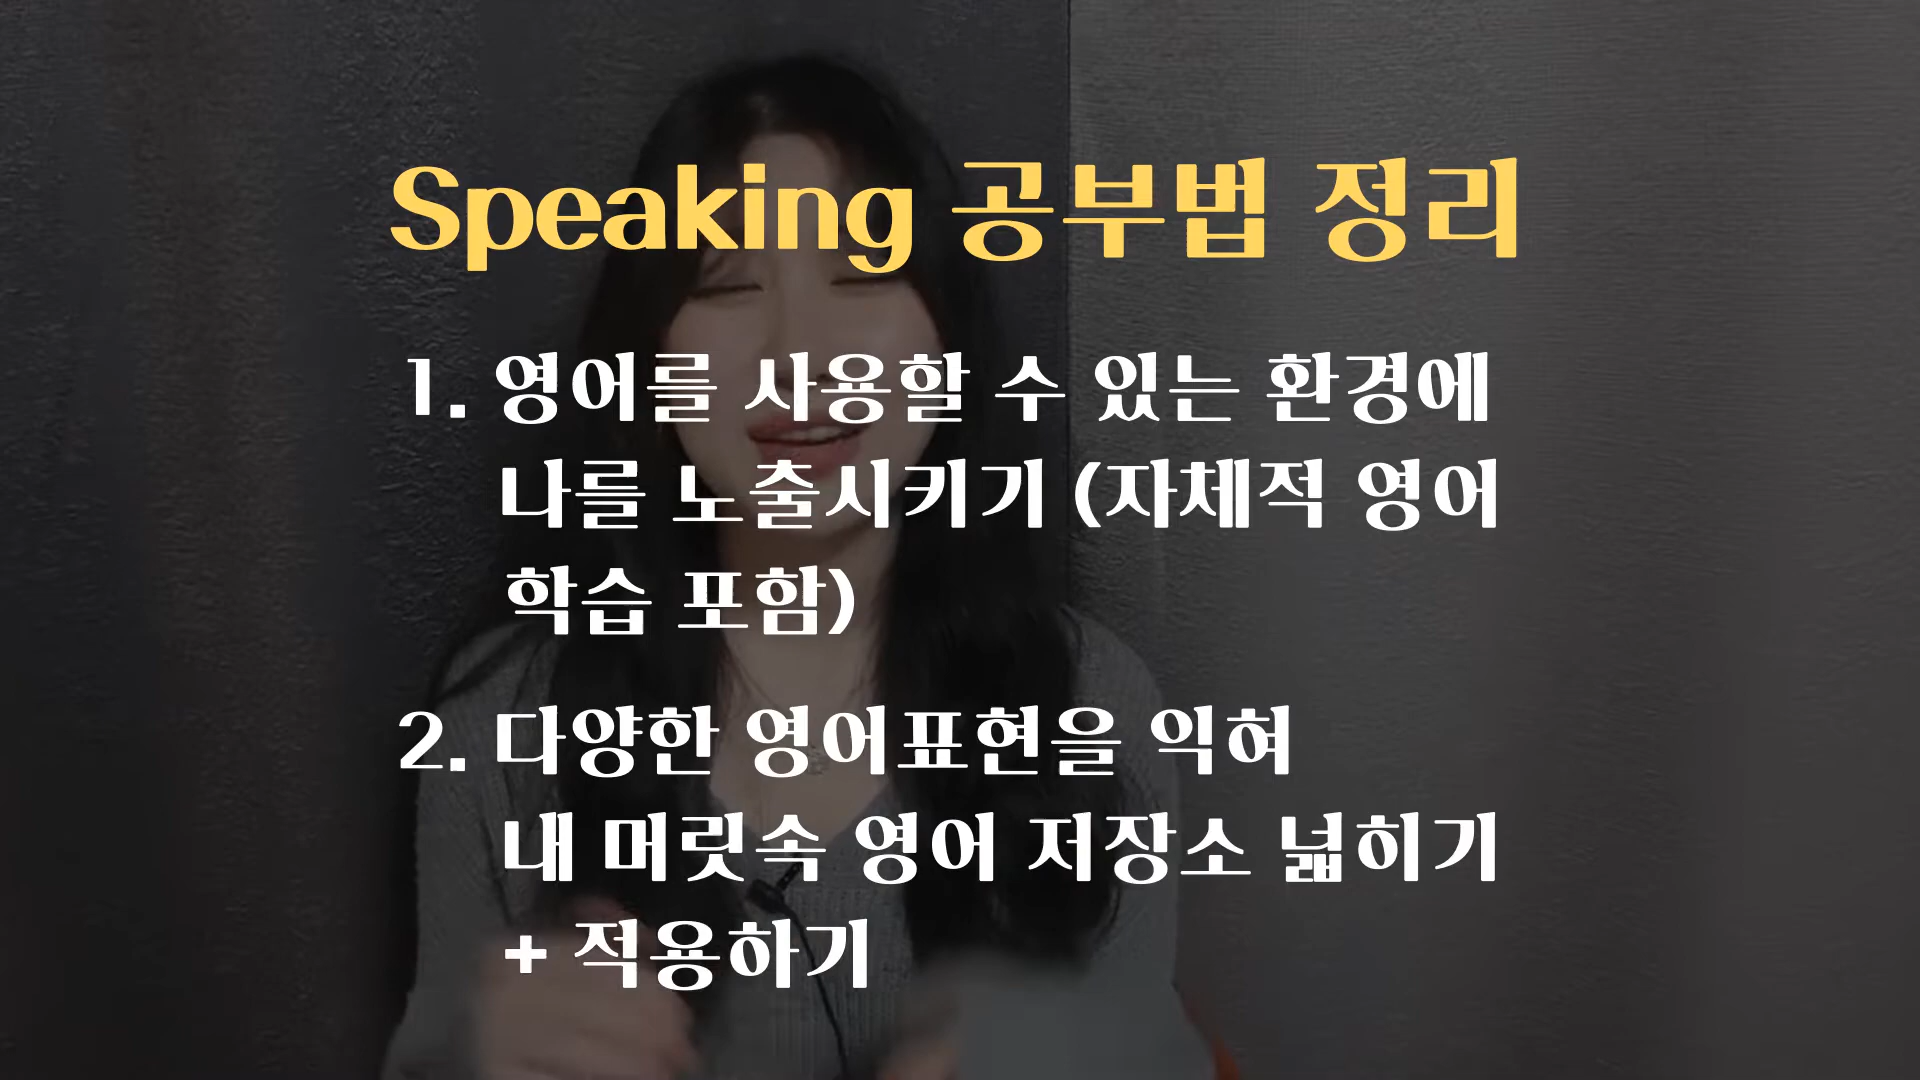 Speaking 공부법 정리
1. 영어를 사용할 수 있는 환경에
나를 노출시키기 (자체적 영어
학습 포함)
2. 다양한 영어표현을 익혀
내 머릿속 영어 저장소 넓히기
+ 적용하기